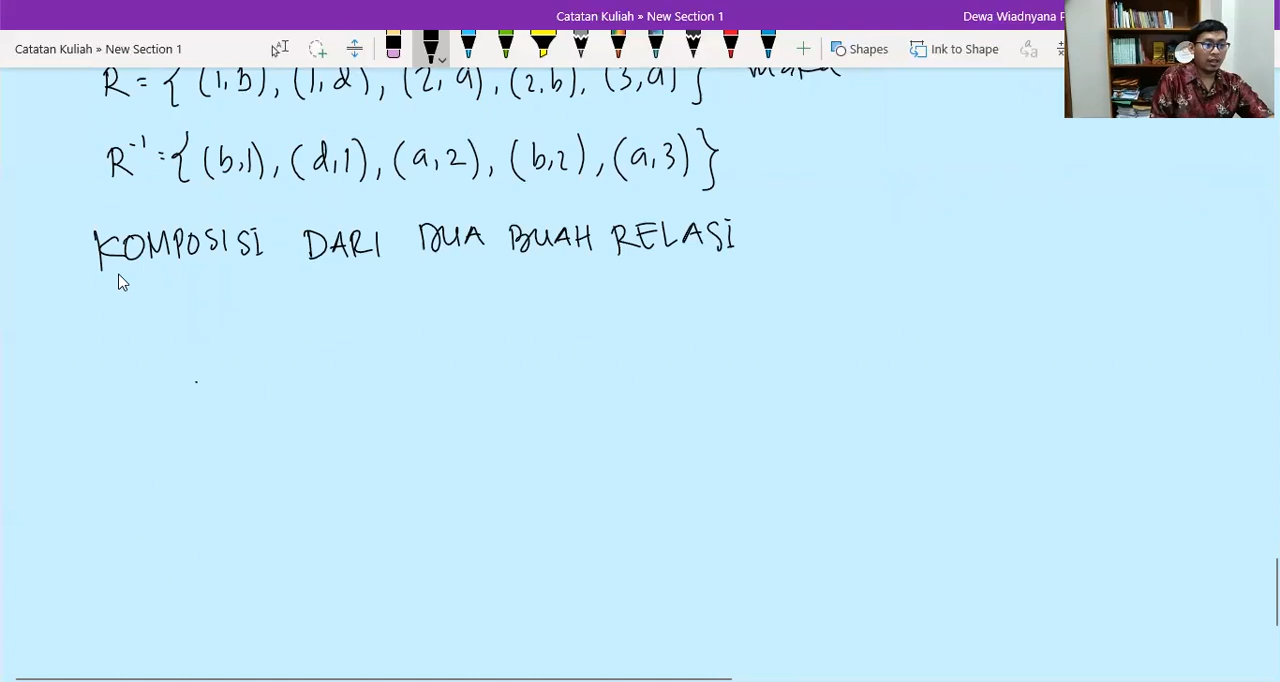 Catatan Kuliah » New Section 1
Dewa Wiadnyana P
Catatan Kuliah » New Section 1
Shapes
Ink to Shape
R = { (1,b), (1,d), (2,a), (2,b), (3,a) } maka
R⁻¹ = { (b,1), (d,1), (a,2), (b,2), (a,3) }
KOMPOSISI DARI DUA BUAH RELASI